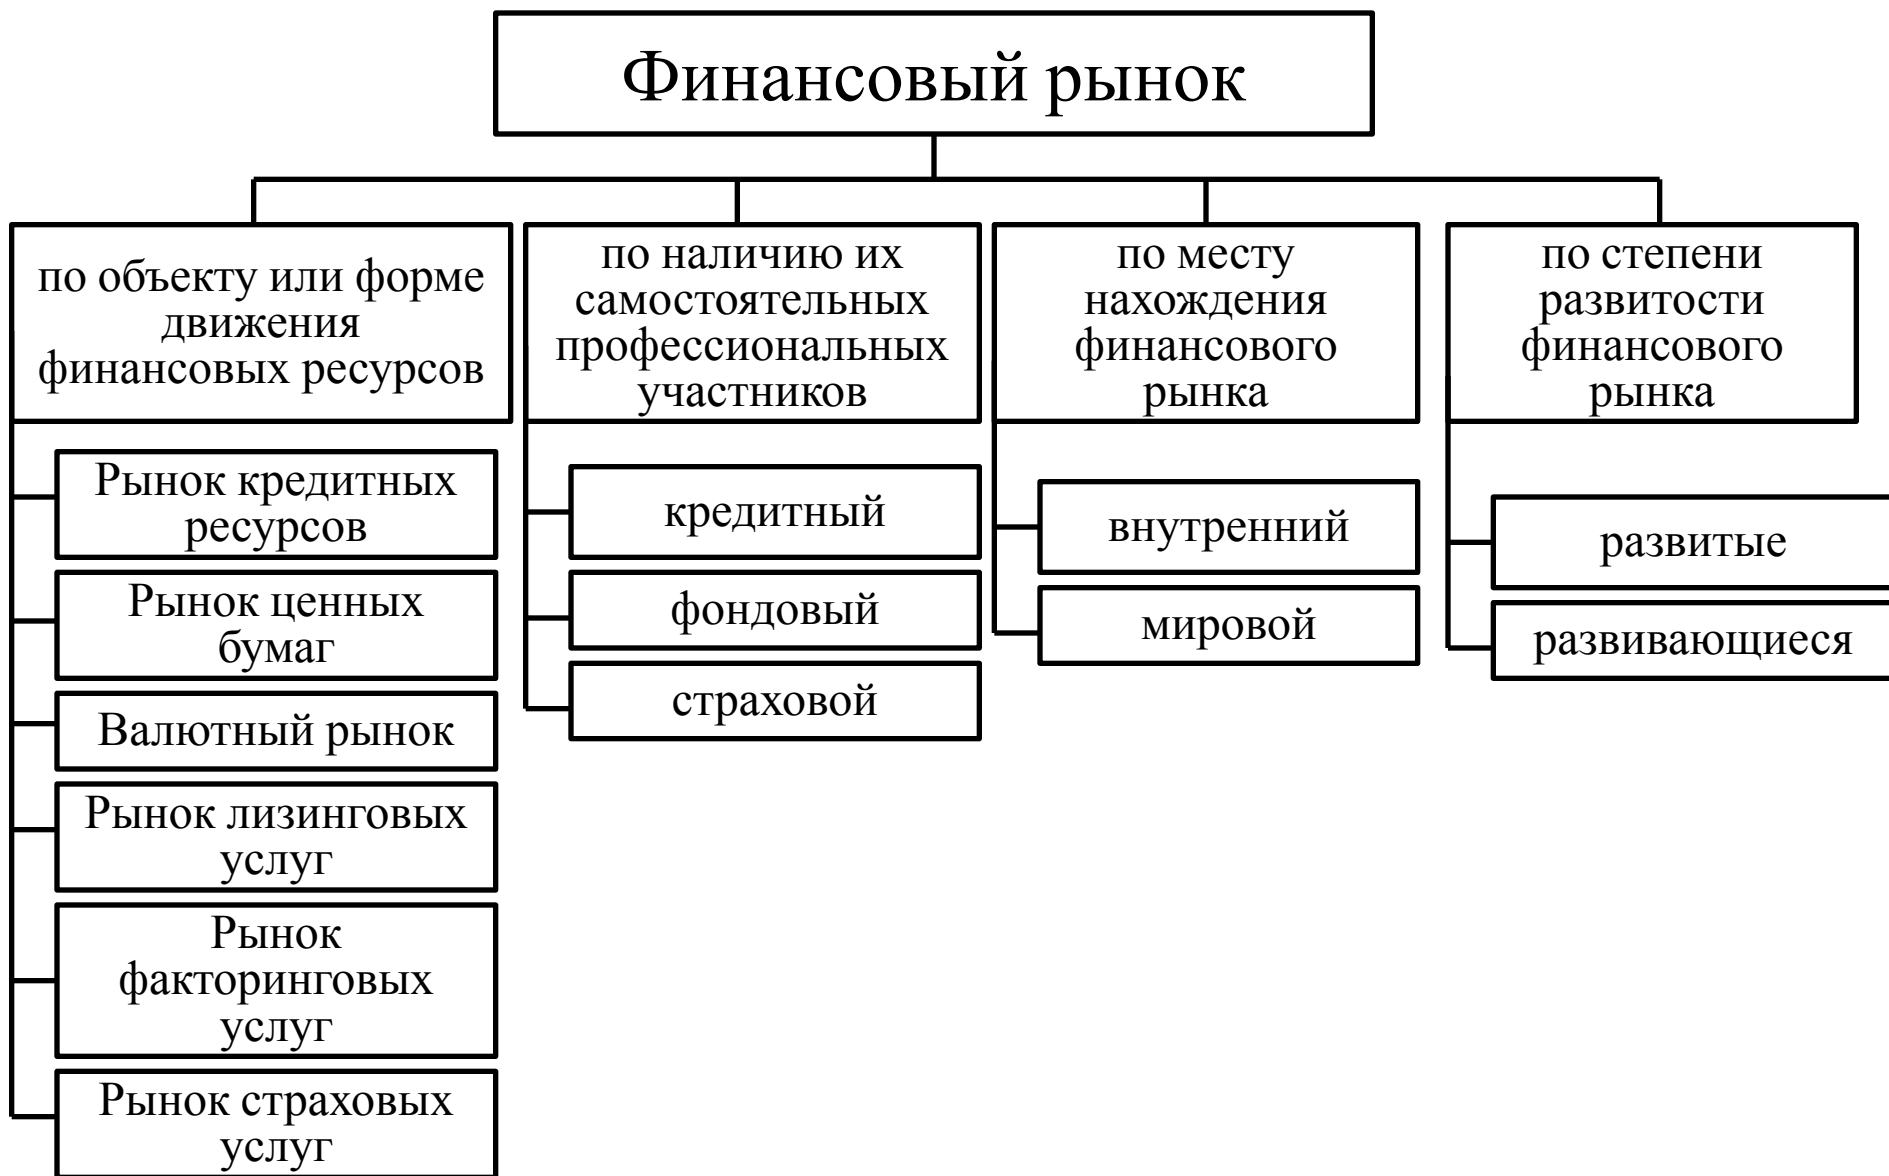 Финансовый рынок
по объекту или форме
движения
финансовых ресурсов
Рынок кредитных
ресурсов
Рынок ценных
бумаг
Валютный рынок
Рынок лизинговых
услуг
Рынок
факторинговых
услуг
Рынок страховых
услуг
по наличию их
самостоятельных
профессиональных
участников
кредитный
фондовый
страховой
по месту
нахождения
финансового
рынка
внутренний
мировой
по степени
развитости
финансового
рынка
развитые
развивающиеся